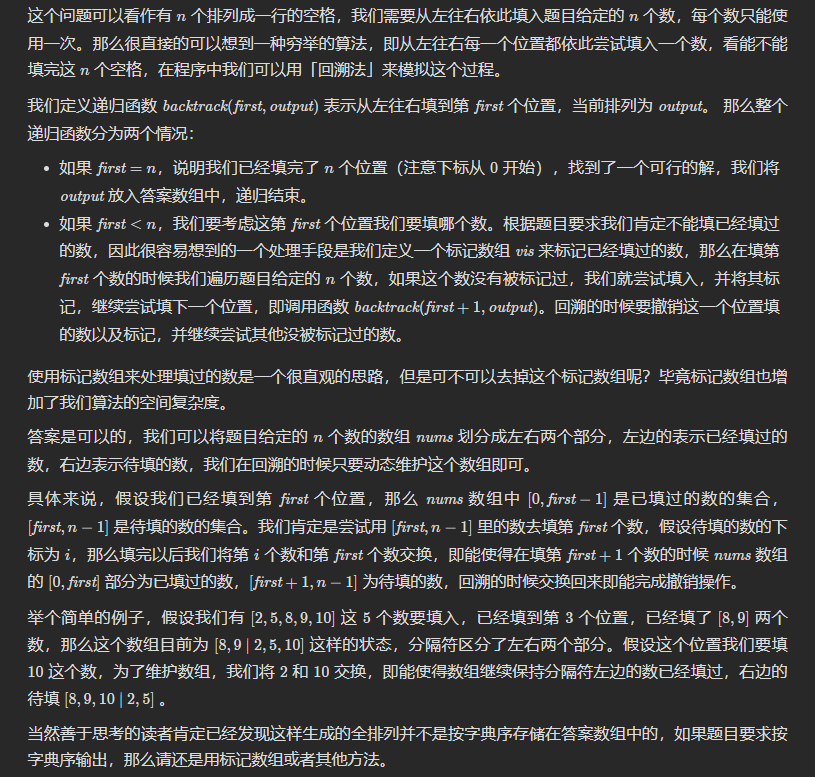 这个问题可以看作有 n 个排列成一行的空格，我们需要从左往右依此填入题目给定的 n 个数，每个数只能使
用一次。那么很直接的可以想到一种穷举的算法，即从左往右每一个位置都依此尝试填入一个数，看能不能
填完这 n 个空格，在程序中我们可以用「回溯法」来模拟这个过程。
我们定义递归函数 backtrack(first, output) 表示从左往右填到第 first 个位置，当前排列为 output。 那么整个
递归函数分为两个情况：
• 如果 first = n，说明我们已经填完了 n 个位置（注意下标从 0 开始），找到了一个可行的解，我们将
output 放入答案数组中，递归结束。
• 如果 first < n，我们要考虑这第 first 个位置我们要填哪个数。根据题目要求我们肯定不能填已经填过
的数，因此很容易想到的一个处理手段是我们定义一个标记数组 vis 来标记已经填过的数，那么在填第
first 个数的时候我们遍历题目给定的 n 个数，如果这个数没有被标记过，我们就尝试填入，并将其标
记，继续尝试填下一个位置，即调用函数 backtrack(first + 1, output)。回溯的时候要撤销这一个位置填
的数以及标记，并继续尝试其他没被标记过的数。
使用标记数组来处理填过的数是一个很直观的思路，但是可不可以去掉这个标记数组呢？毕竟标记数组也增
加了我们算法的空间复杂度。
答案是可以的，我们可以将题目给定的 n 个数的数组 nums 划分成左右两个部分，左边的表示已经填过的
数，右边表示待填的数，我们在回溯的时候只要动态维护这个数组即可。
具体来说，假设我们已经填到第 first 个位置，那么 nums 数组中 [0, first − 1] 是已填过的数的集合，
[first, n − 1] 是待填的数的集合。我们肯定是尝试用 [first, n − 1] 里的数去填第 first 个数，假设待填的数的下
标为 i，那么填完以后我们将第 i 个数和第 first 个数交换，即能使得在填第 first + 1 个数的时候 nums 数组
的 [0, first] 部分为已填过的数，[first + 1, n − 1] 为待填的数，回溯的时候交换回来即能完成撤销操作。
举个简单的例子，假设我们有 [2, 5, 8, 9, 10] 这 5 个数要填入，已经填到第 3 个位置，已经填了 [8, 9] 两个
数，那么这个数组目前为 [8, 9 | 2, 5, 10] 这样的状态，分隔符区分了左右两个部分。假设这个位置我们要填
10 这个数，为了维护数组，我们将 2 和 10 交换，即能使得数组继续保持分隔符左边的数已经填过，右边的
待填 [8, 9, 10 | 2, 5] 。
当然善于思考的读者肯定已经发现这样生成的全排列并不是按字典序存储在答案数组中的，如果题目要求按
字典序输出，那么请还是用标记数组或者其他方法。